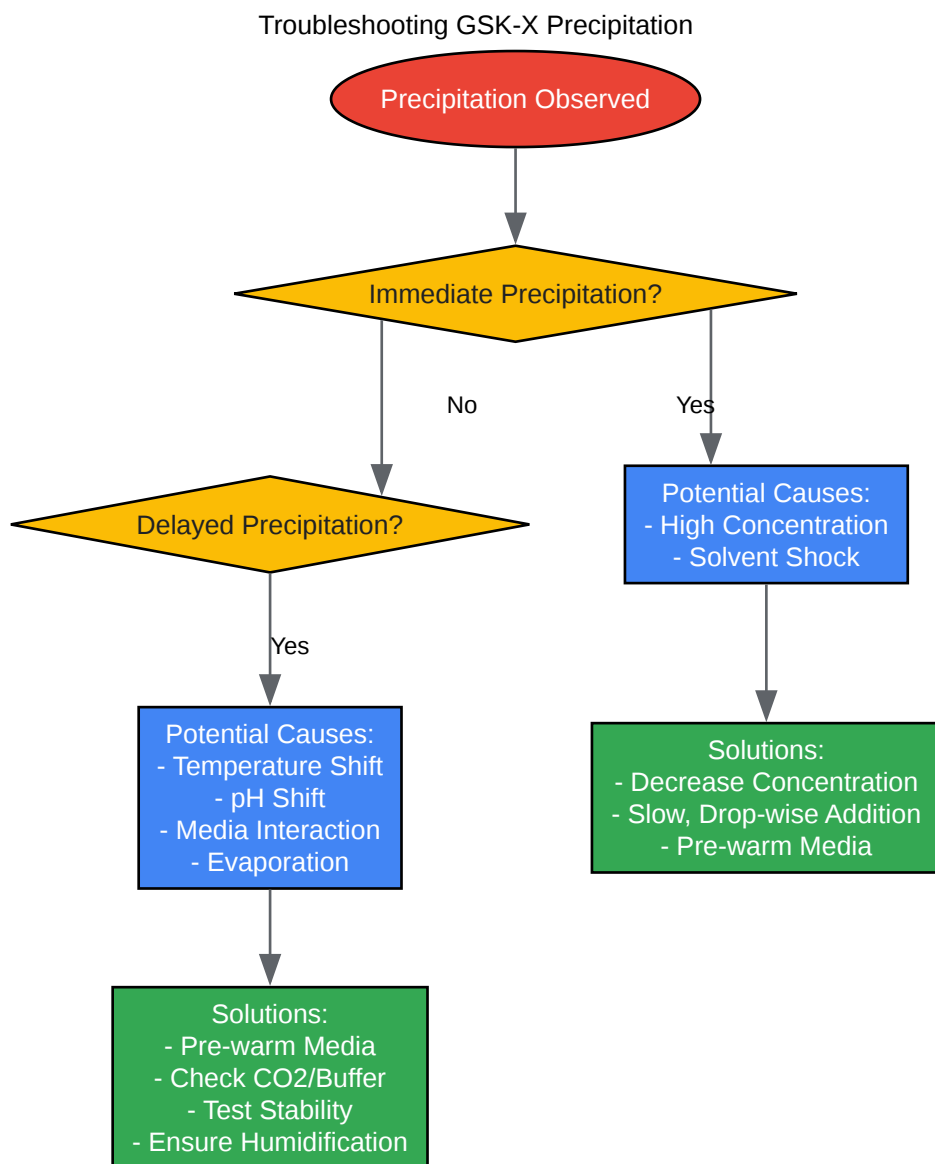 Troubleshooting GSK-X Precipitation
Precipitation Observed
Immediate Precipitation?
No
Yes
Delayed Precipitation?
Potential Causes:
- High Concentration
- Solvent Shock
Yes
Potential Causes:
- Temperature Shift
- pH Shift
- Media Interaction
- Evaporation
Solutions:
- Decrease Concentration
- Slow, Drop-wise Addition
- Pre-warm Media
Solutions:
- Pre-warm Media
- Check CO2/Buffer
- Test Stability
- Ensure Humidification